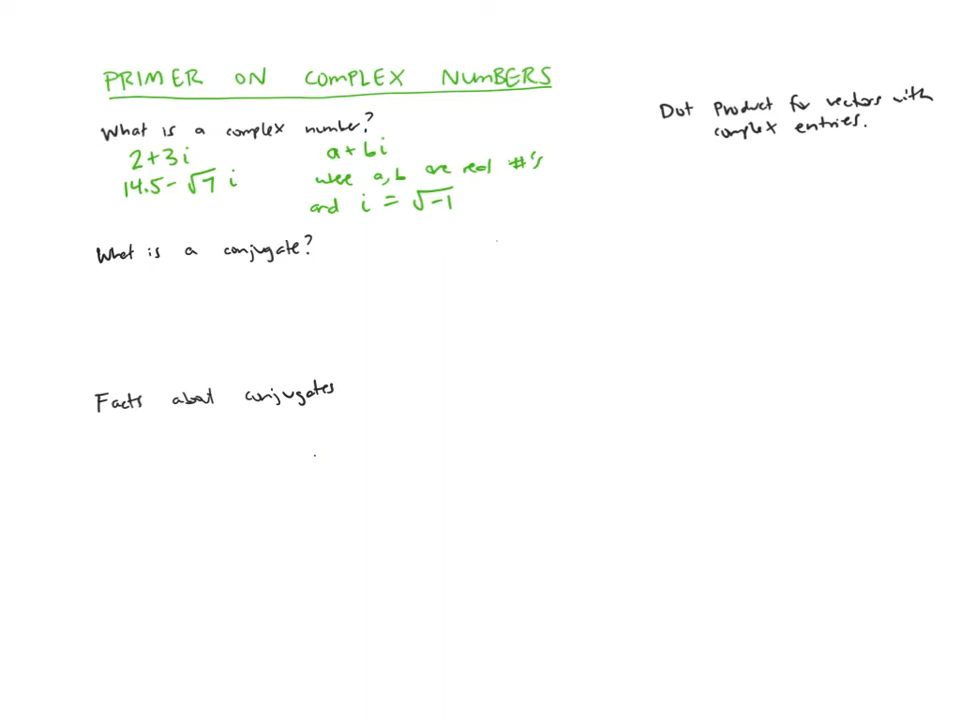 PRIMER ON COMPLEX NUMBERS
What is a complex number?
2+3i
14.5-√7 i
a+bi
wee a,b are real #'s
and i = √-1
What is a conjugate?
Facts about conjugates
Dot Product for vectors with
complex entries.